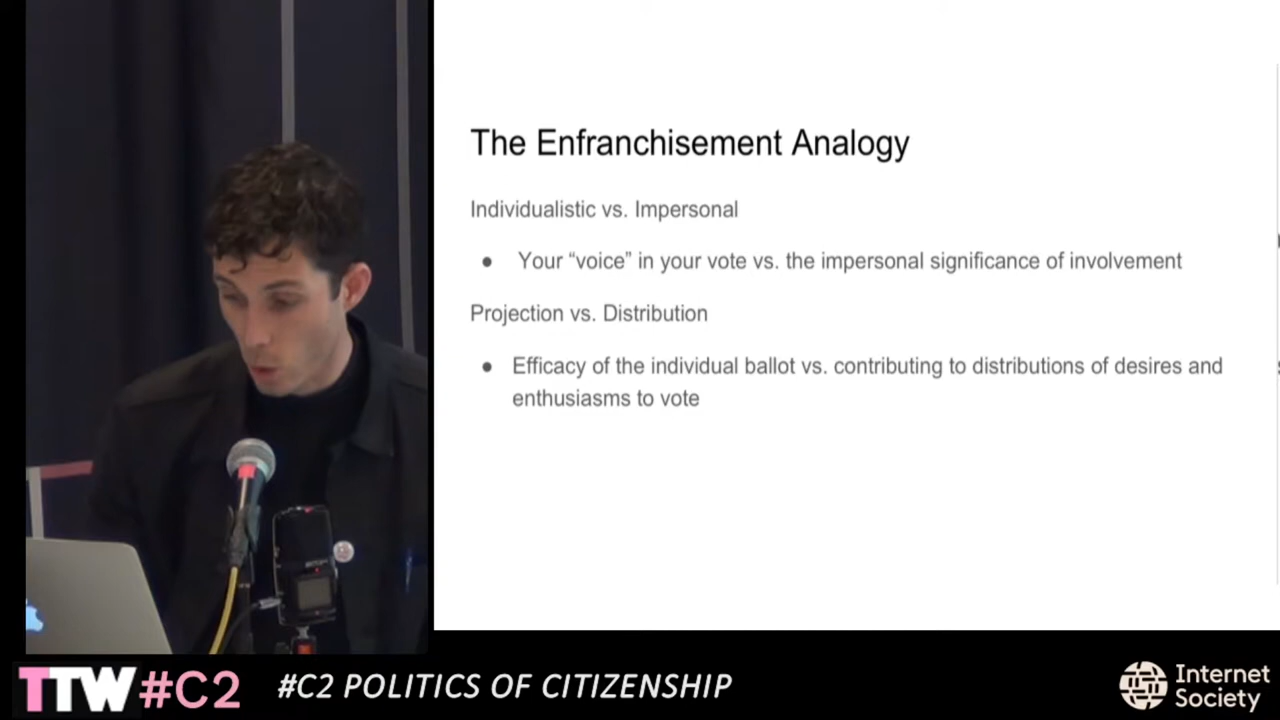 The Enfranchisement Analogy
Individualistic vs. Impersonal
● Your “voice” in your vote vs. the impersonal significance of involvement
Projection vs. Distribution
● Efficacy of the individual ballot vs. contributing to distributions of desires and
enthusiasms to vote
TTW#C2
#C2 POLITICS OF CITIZENSHIP
Internet
Society